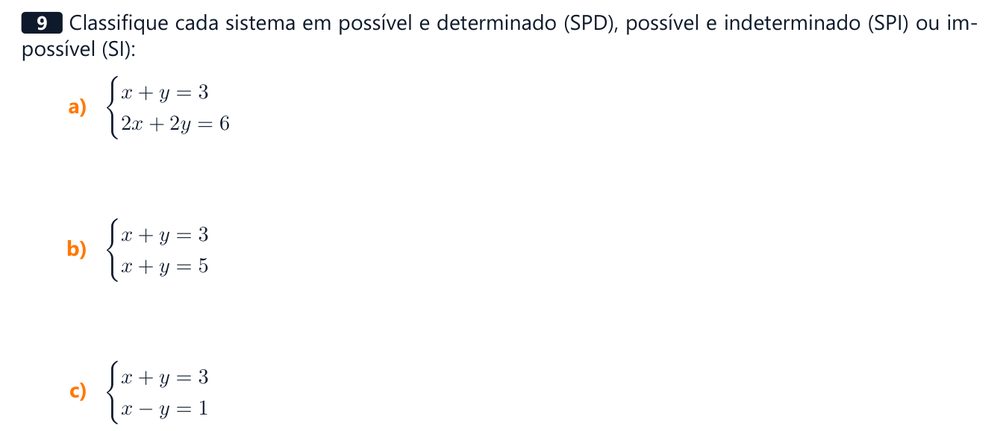 9 Classifique cada sistema em possível e determinado (SPD), possível e indeterminado (SPI) ou im-
possível (SI):
a) { x + y = 3
2x + 2y = 6
b) { x + y = 3
x + y = 5
c) { x + y = 3
x − y = 1